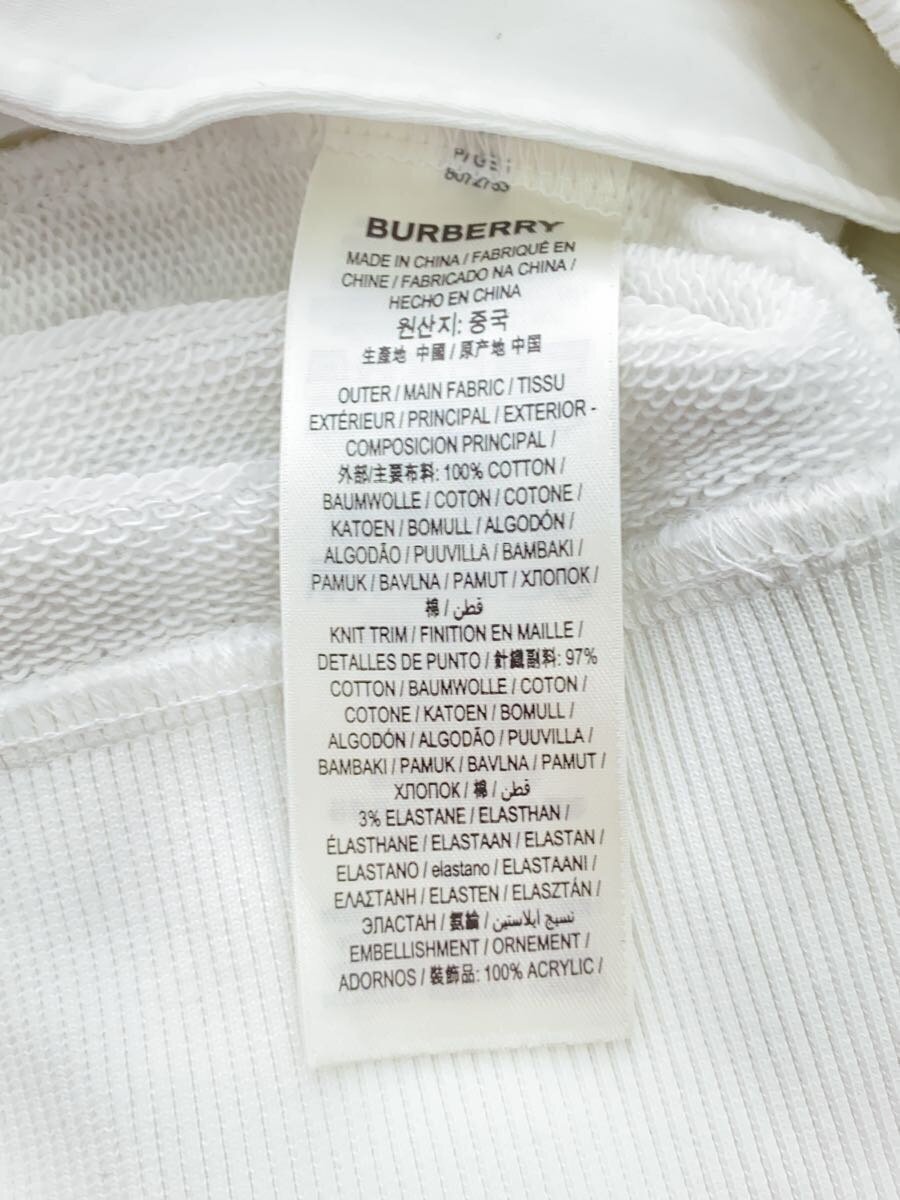 BURBERRY
MADE IN CHINA / FABRIQUÉ EN
CHINE / FABRICADO NA CHINA /
HECHO EN CHINA
원산지: 중국
生產地 中國 / 原产地 中国
OUTER / MAIN FABRIC / TISSU
EXTÉRIEUR / PRINCIPAL / EXTERIOR -
COMPOSICION PRINCIPAL /
外部/主要布料: 100% COTTON /
BAUMWOLLE / COTON / COTONE /
KATOEN / BOMULL / ALGODÓN /
ALGODÃO / PUUVILLA / BAMBAKI /
PAMUK / BAVLNA / PAMUT / ХЛОПОК /
棉 / قطن /
KNIT TRIM / FINITION EN MAILLE /
DETALLES DE PUNTO / 針織副料: 97%
COTTON / BAUMWOLLE / COTON /
COTONE / KATOEN / BOMULL /
ALGODÓN / ALGODÃO / PUUVILLA /
BAMBAKI / PAMUK / BAVLNA / PAMUT /
ХЛОПОК / 棉 / قطن /
3% ELASTANE / ELASTHAN /
ÉLASTHANE / ELASTAAN / ELASTAN /
ELASTANO / elastano / ELASTAANI /
ΕΛΑΣΤΑΝΗ / ELASTEN / ELASZTÁN /
ЭЛАСТАН / 氨綸 / نسيج ايلاستين /
EMBELLISHMENT / ORNEMENT /
ADORNOS / 裝飾品: 100% ACRYLIC /